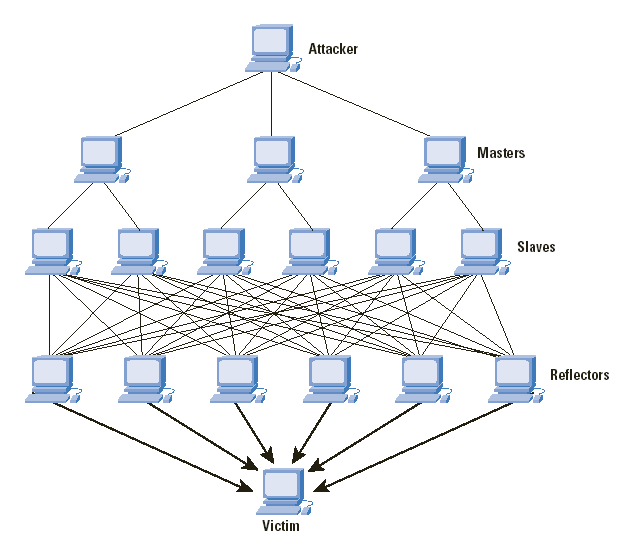 Attacker
Masters
Slaves
Reflectors
Victim